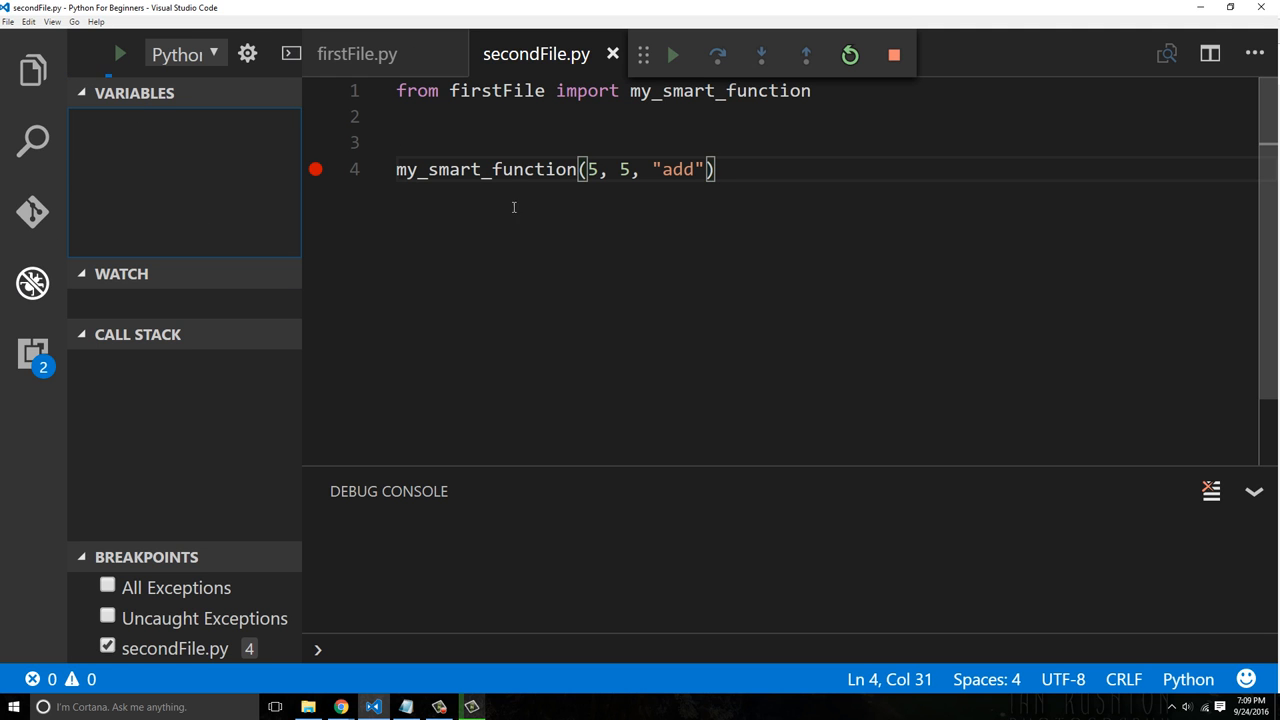 secondFile.py - Python For Beginners - Visual Studio Code
File Edit View Go Help
Python
firstFile.py
secondFile.py
VARIABLES
1 from firstFile import my_smart_function
2
3
4 my_smart_function(5, 5, "add")
WATCH
CALL STACK
2
DEBUG CONSOLE
BREAKPOINTS
All Exceptions
Uncaught Exceptions
secondFile.py 4
0 0
Ln 4, Col 31 Spaces: 4 UTF-8 CRLF Python
I'm Cortana. Ask me anything.
7:09 PM
9/24/2016